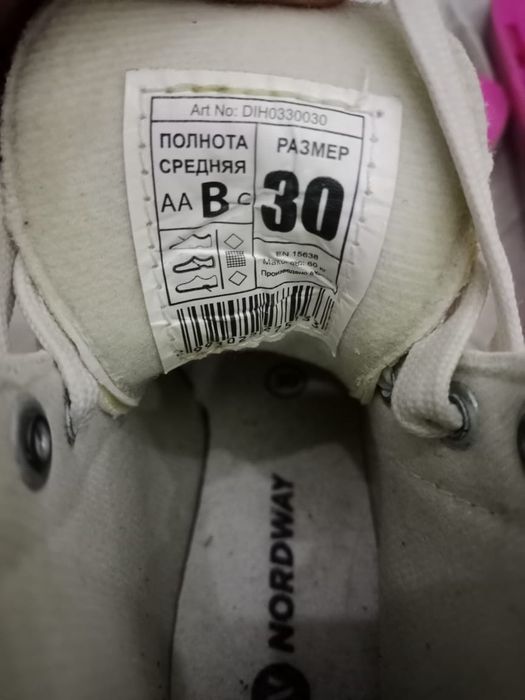 Art No: DIH0330030
ПОЛНОТА
СРЕДНЯЯ
AA B C
РАЗМЕР
30
EN 15638
NORDWAY